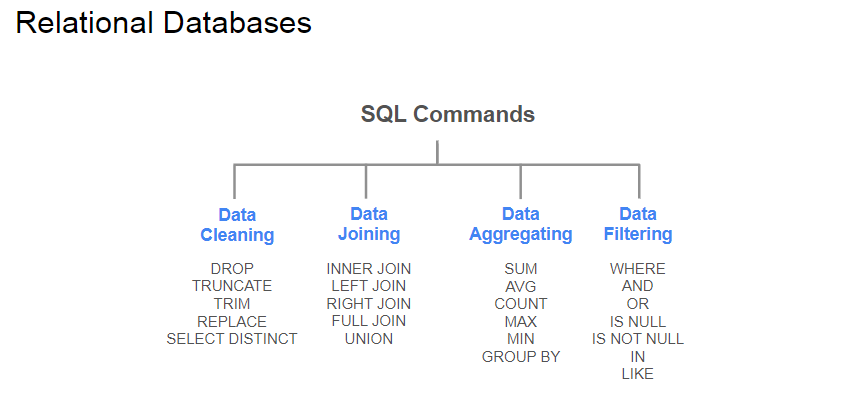 Relational Databases
SQL Commands
Data
Cleaning
DROP
TRUNCATE
TRIM
REPLACE
SELECT DISTINCT
Data
Joining
INNER JOIN
LEFT JOIN
RIGHT JOIN
FULL JOIN
UNION
Data
Aggregating
SUM
AVG
COUNT
MAX
MIN
GROUP BY
Data
Filtering
WHERE
AND
OR
IS NULL
IS NOT NULL
IN
LIKE